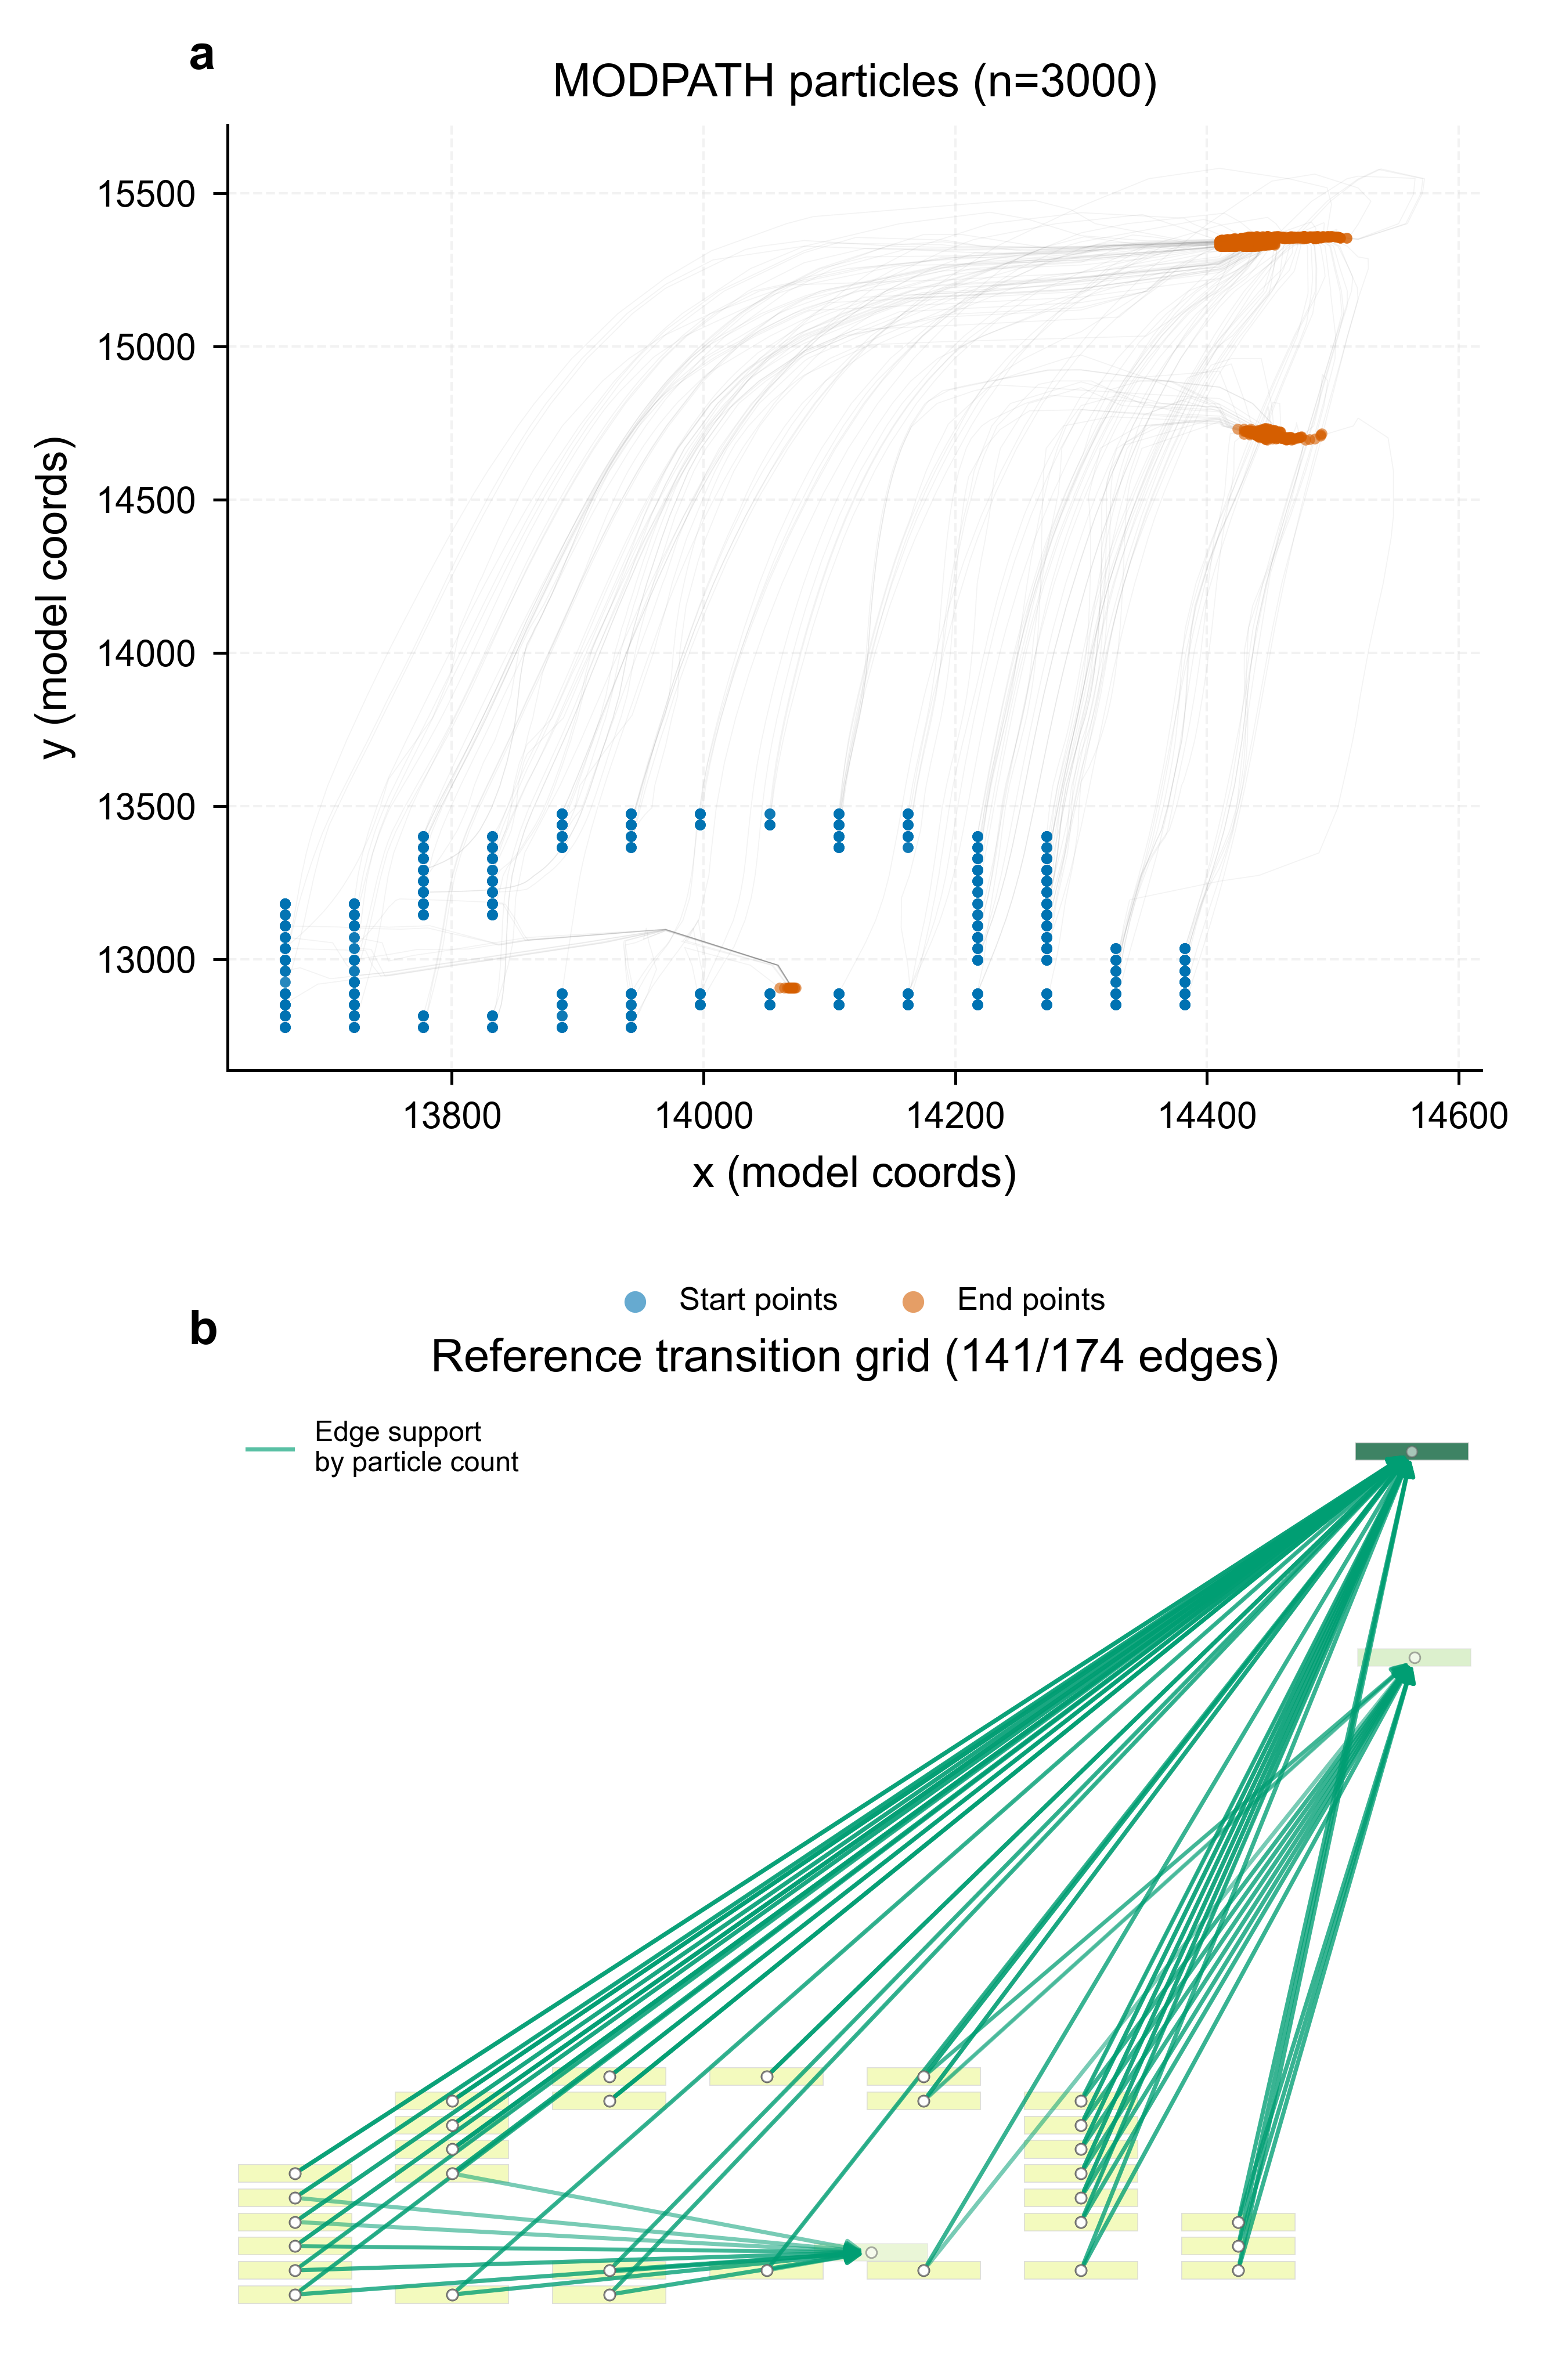 a
MODPATH particles (n=3000)
15500
15000
14500
14000
13500
13000
y (model coords)
13800 14000 14200 14400 14600
x (model coords)
Start points End points
b
Reference transition grid (141/174 edges)
Edge support
by particle count